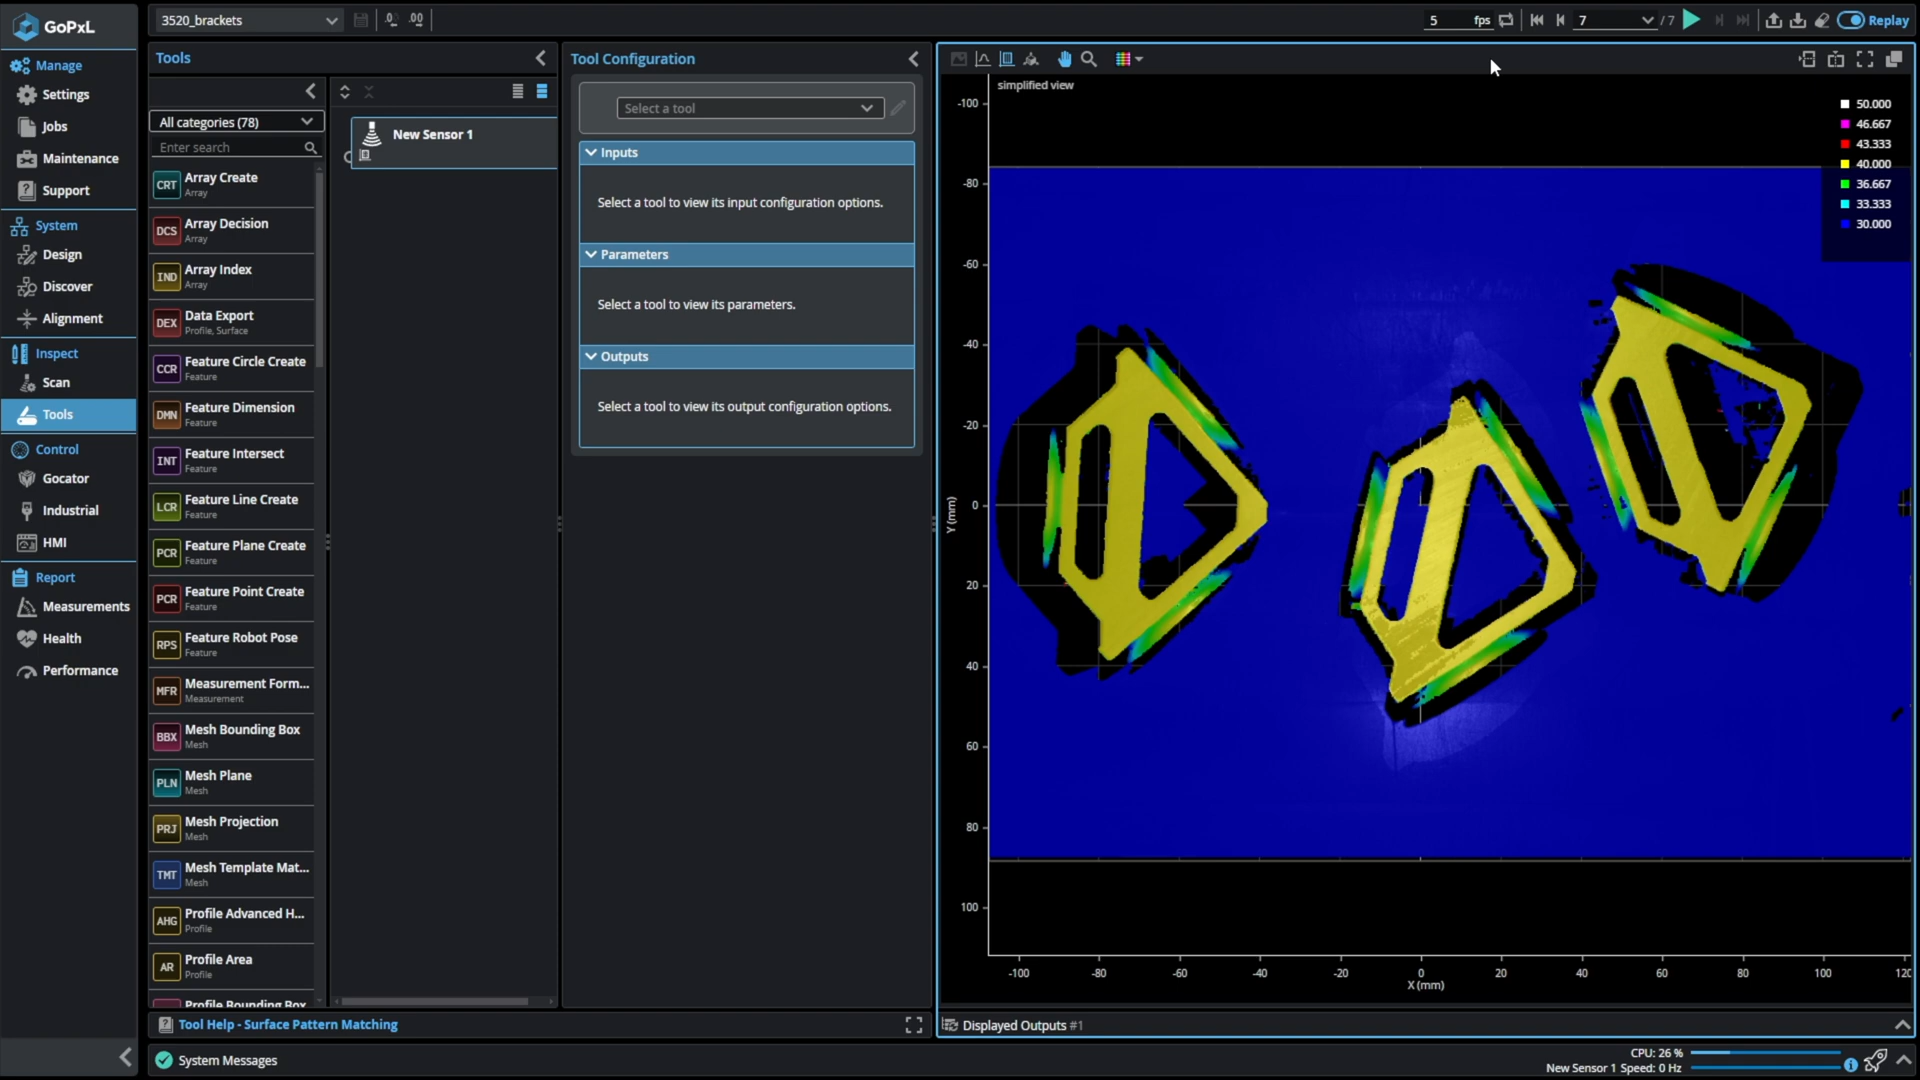 GoPxL
3520_brackets
.0
.00
5 fps
7
/ 7
Replay
Manage
Settings
Jobs
Maintenance
Support
System
Design
Discover
Alignment
Inspect
Scan
Tools
Control
Gocator
Industrial
HMI
Report
Measurements
Health
Performance
Tools
All categories (78)
Enter search
CRT
Array Create
Array
DCS
Array Decision
Array
IND
Array Index
Array
DEX
Data Export
Profile, Surface
CCR
Feature Circle Create
Feature
DMN
Feature Dimension
Feature
INT
Feature Intersect
Feature
LCR
Feature Line Create
Feature
PCR
Feature Plane Create
Feature
PCR
Feature Point Create
Feature
RPS
Feature Robot Pose
Feature
MFR
Measurement Form...
Measurement
BBX
Mesh Bounding Box
Mesh
PLN
Mesh Plane
Mesh
PRJ
Mesh Projection
Mesh
TMT
Mesh Template Mat...
Mesh
AHG
Profile Advanced H...
Profile
AR
Profile Area
Profile
Profile Bounding Box
New Sensor 1
Tool Configuration
Select a tool
Inputs
Select a tool to view its input configuration options.
Parameters
Select a tool to view its parameters.
Outputs
Select a tool to view its output configuration options.
simplified view
50.000
46.667
43.333
40.000
36.667
33.333
30.000
-100
-80
-60
-40
-20
0
20
40
60
80
100
Y (mm)
-100 -80 -60 -40 -20 0 20 40 60 80 100 120
X (mm)
Tool Help - Surface Pattern Matching
Displayed Outputs #1
System Messages
CPU: 26 %
New Sensor 1 Speed: 0 Hz